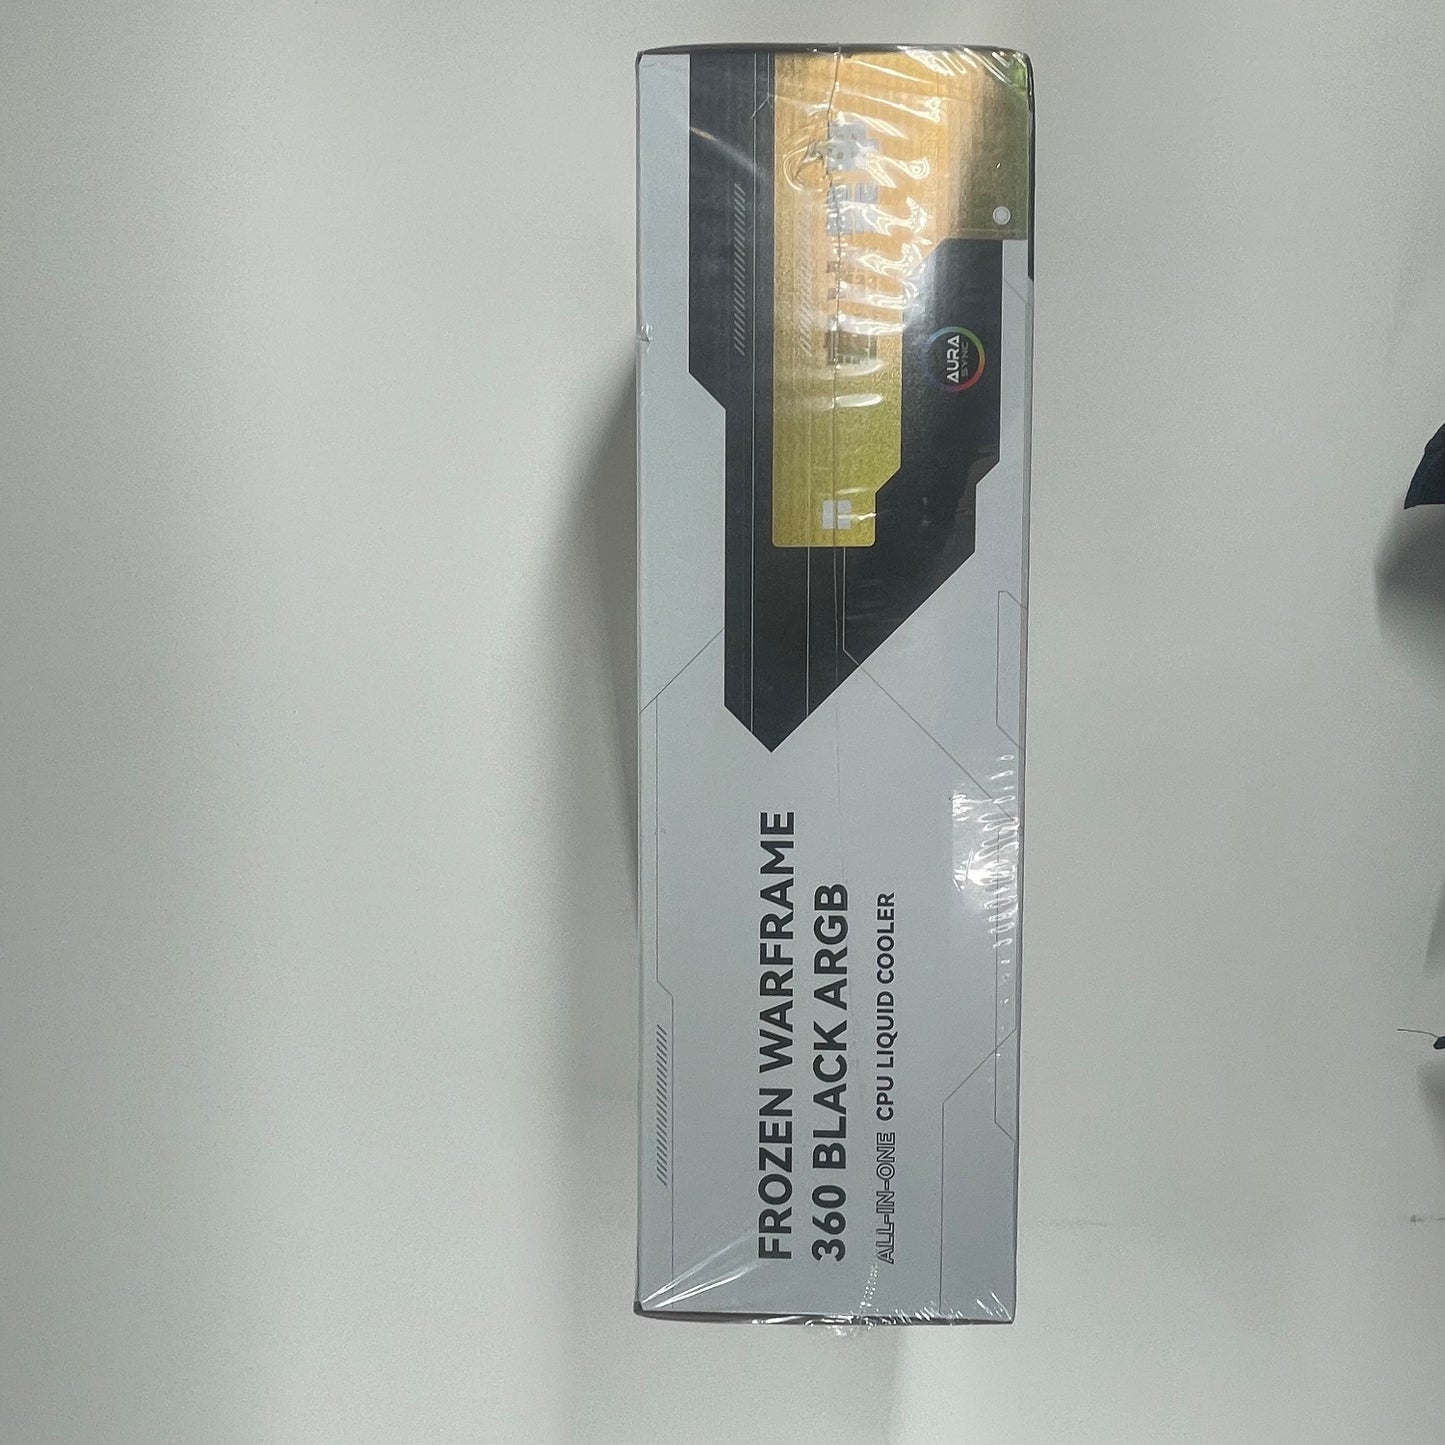 FROZEN WARFRAME
360 BLACK ARGB
ALL-IN-ONE CPU LIQUID COOLER
AURA
SYNC